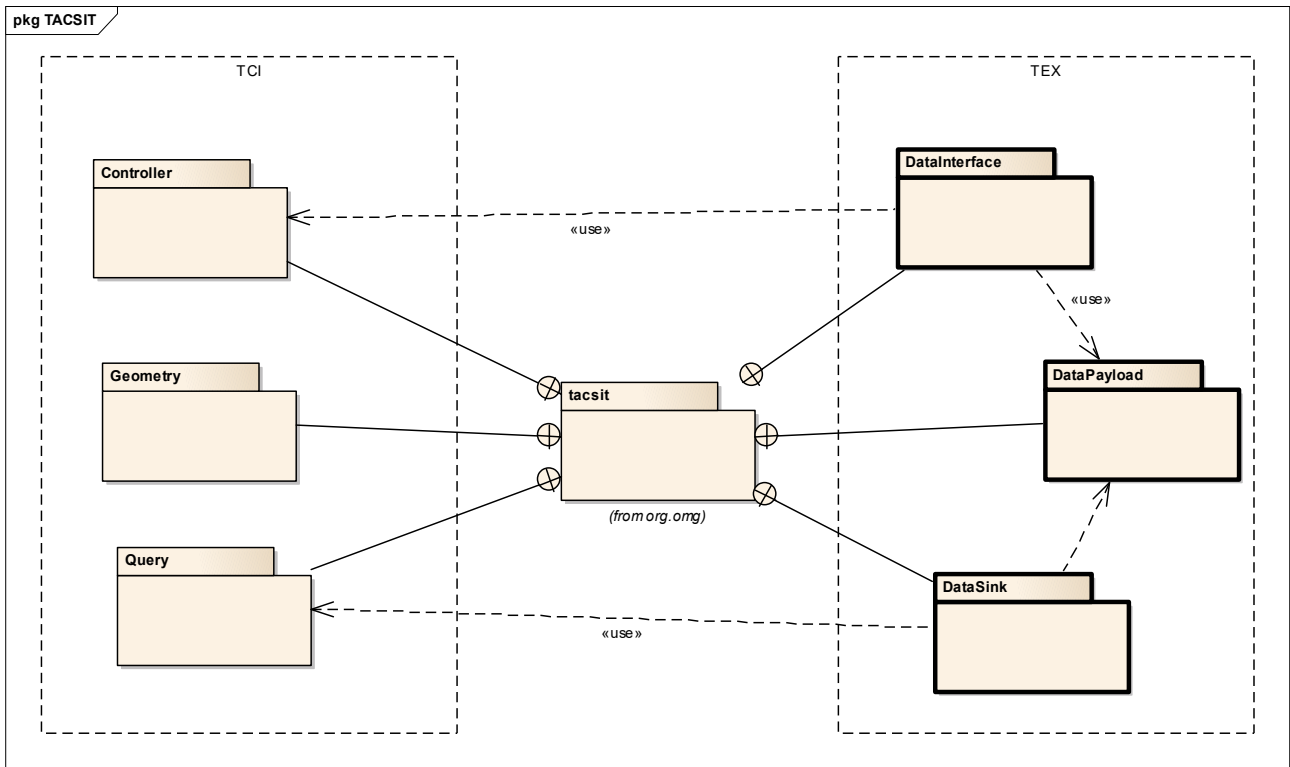 pkg TACSIT
TCI
TEX
Controller
DataInterface
«use»
«use»
Geometry
DataPayload
tacsit
(from org.omg)
Query
DataSink
«use»